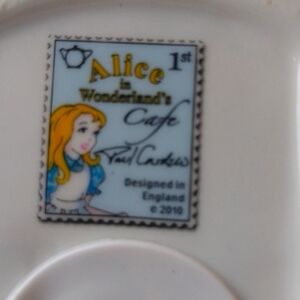 1st
Alice
in
Wonderland's
Cafe
Paul Cardew
Designed in
England
© 2010